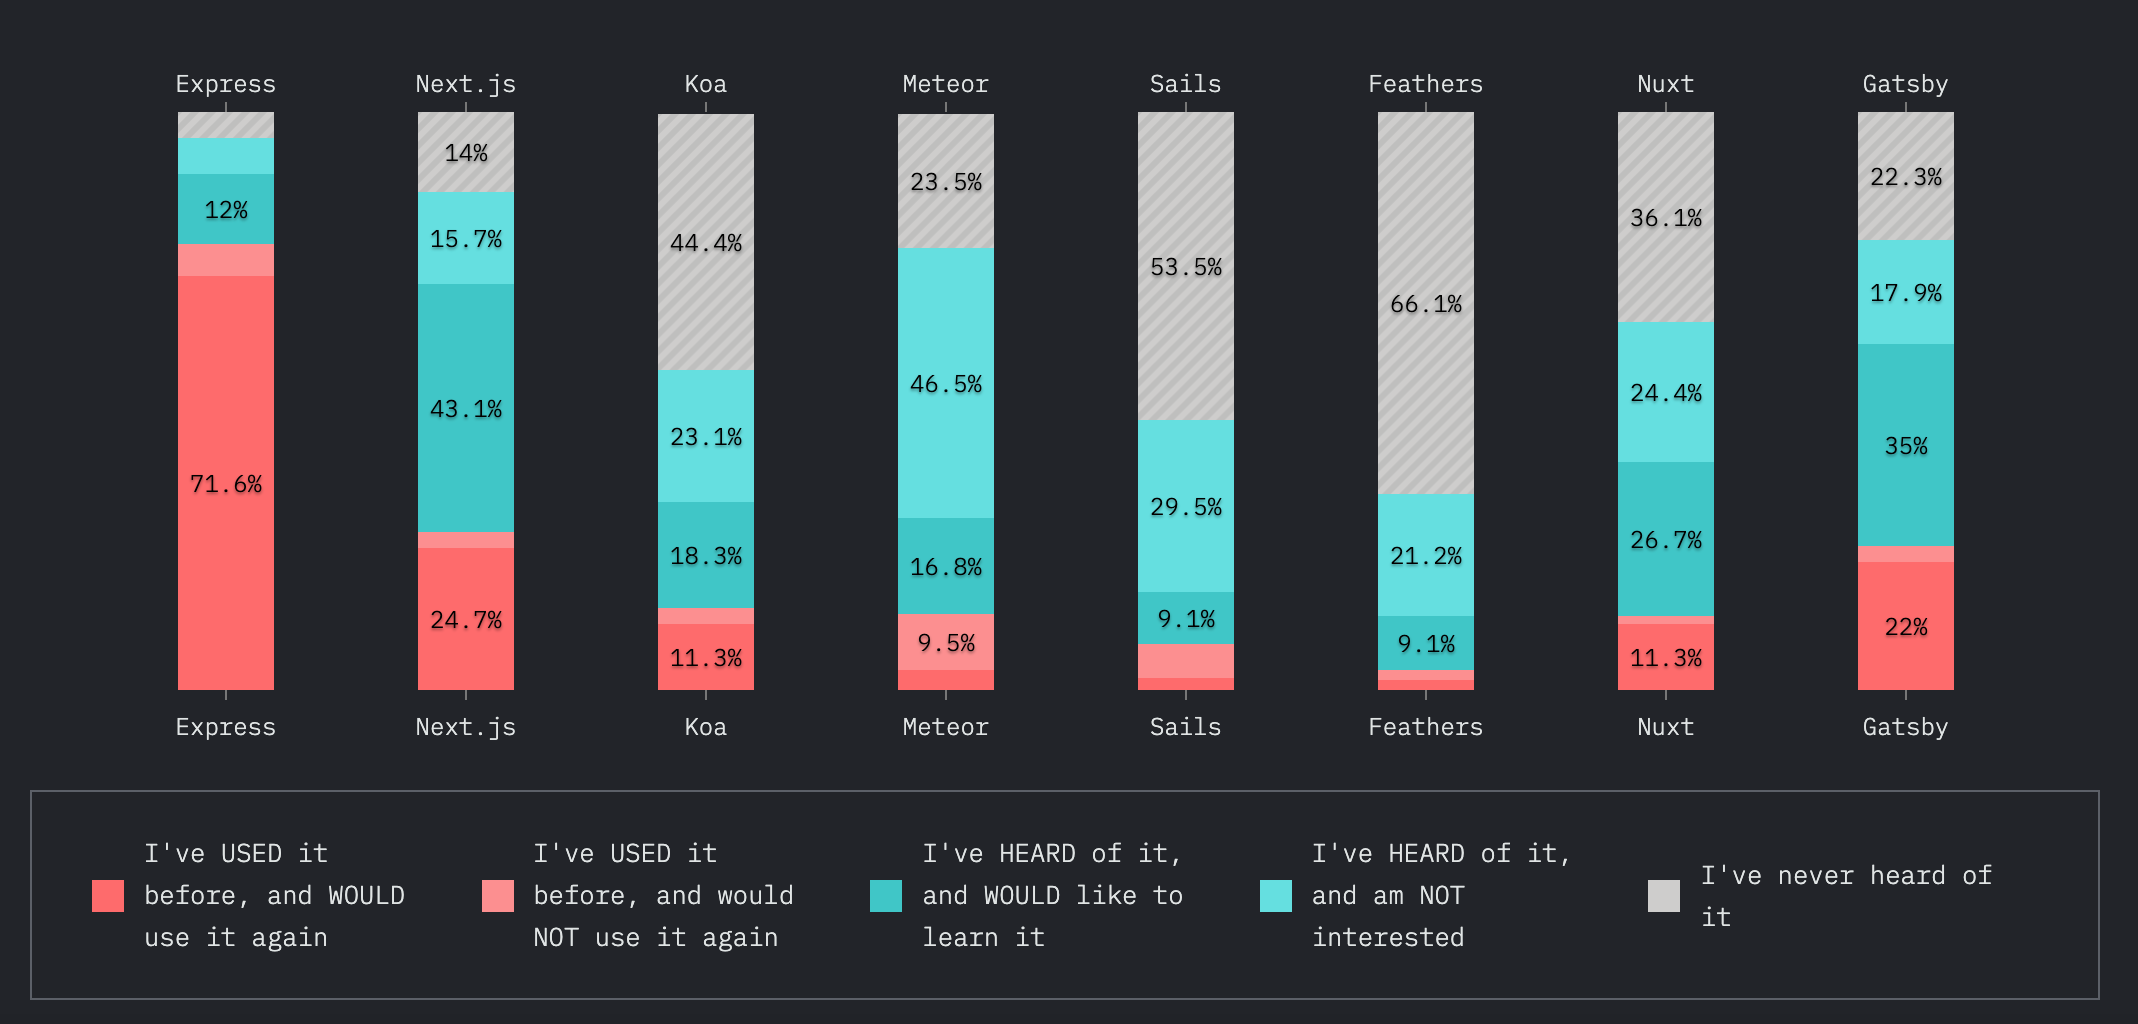 Express Next.js Koa Meteor Sails Feathers Nuxt Gatsby
12%
71.6%
14%
15.7%
43.1%
24.7%
44.4%
23.1%
18.3%
11.3%
23.5%
46.5%
16.8%
9.5%
53.5%
29.5%
9.1%
66.1%
21.2%
9.1%
36.1%
24.4%
26.7%
11.3%
22.3%
17.9%
35%
22%
Express Next.js Koa Meteor Sails Feathers Nuxt Gatsby
I've USED it
before, and WOULD
use it again
I've USED it
before, and would
NOT use it again
I've HEARD of it,
and WOULD like to
learn it
I've HEARD of it,
and am NOT
interested
I've never heard of
it